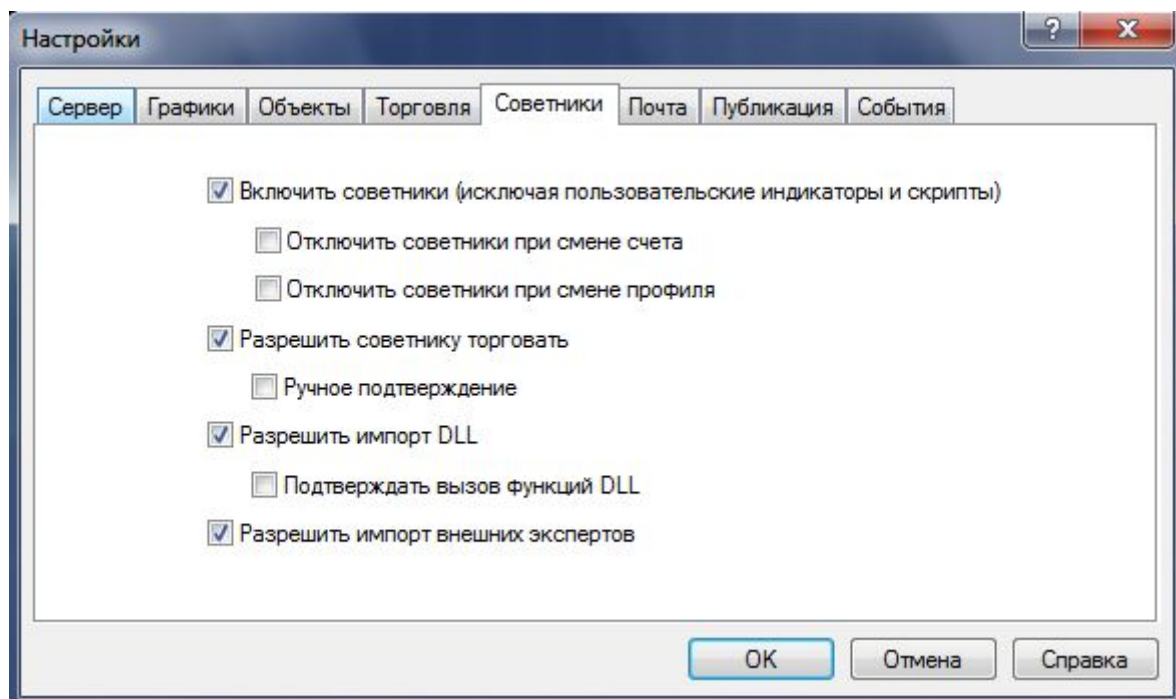 Настройки
?
X
Сервер Графики Объекты Торговля Советники Почта Публикация События
Включить советники (исключая пользовательские индикаторы и скрипты)
Отключить советники при смене счета
Отключить советники при смене профиля
Разрешить советнику торговать
Ручное подтверждение
Разрешить импорт DLL
Подтверждать вызов функций DLL
Разрешить импорт внешних экспертов
OK Отмена Справка